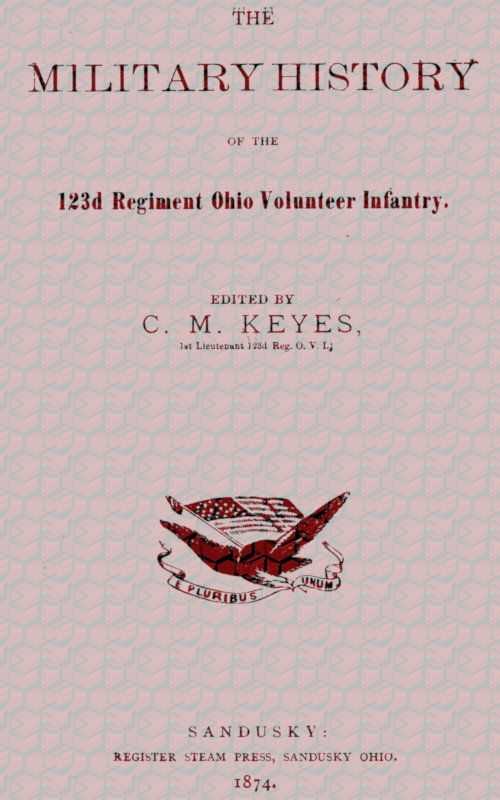 THE
MILITARY HISTORY
OF THE
123d Regiment Ohio Volunteer Infantry.
EDITED BY
C. M. KEYES,
1st Lieutenant 123d Reg. O. V. I.;
E PLURIBUS UNUM
SANDUSKY:
REGISTER STEAM PRESS, SANDUSKY OHIO.
1874.